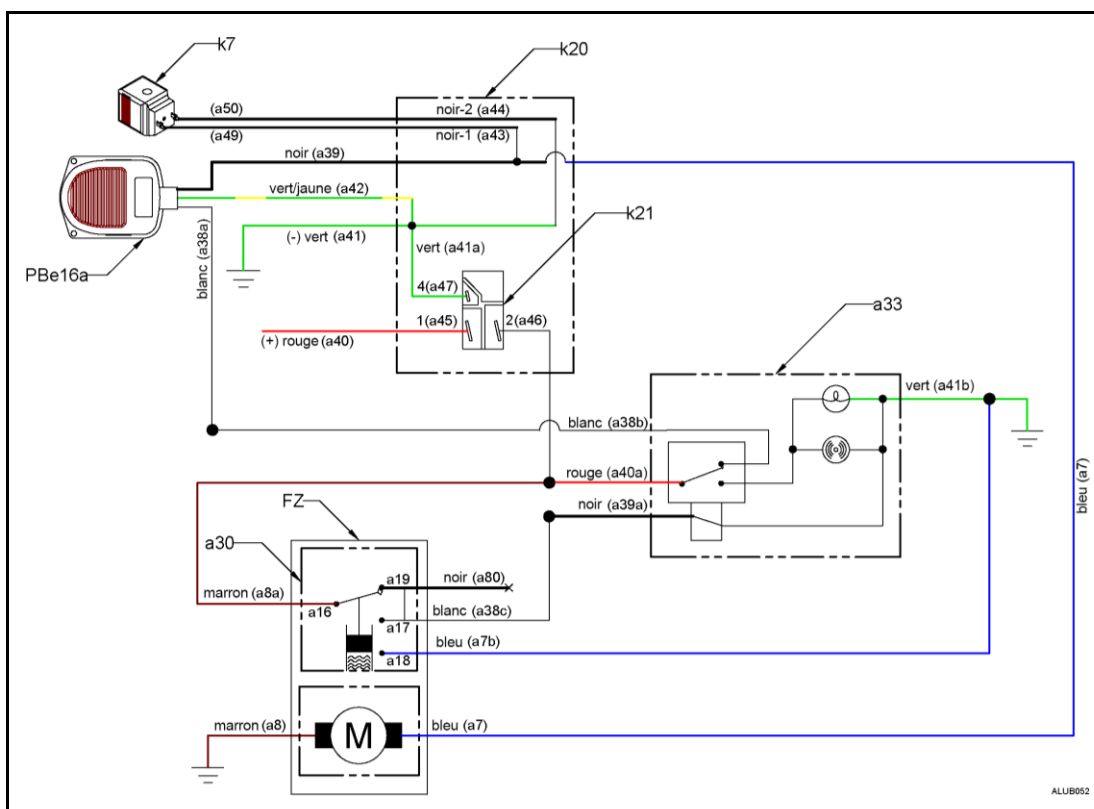 k7
k20
(a50)
noir-2 (a44)
(a49)
noir-1 (a43)
noir (a39)
vert/jaune (a42)
k21
(-) vert (a41)
vert (a41a)
PBe16a
blanc (a38a)
4(a47)
1(a45)
2(a46)
(+) rouge (a40)
a33
vert (a41b)
blanc (a38b)
rouge (a40a)
bleu (a7)
noir (a39a)
FZ
a30
a19
noir (a80)
marron (a8a)
a16
a17
blanc (a38c)
bleu (a7b)
a18
marron (a8)
M
bleu (a7)
ALUB052